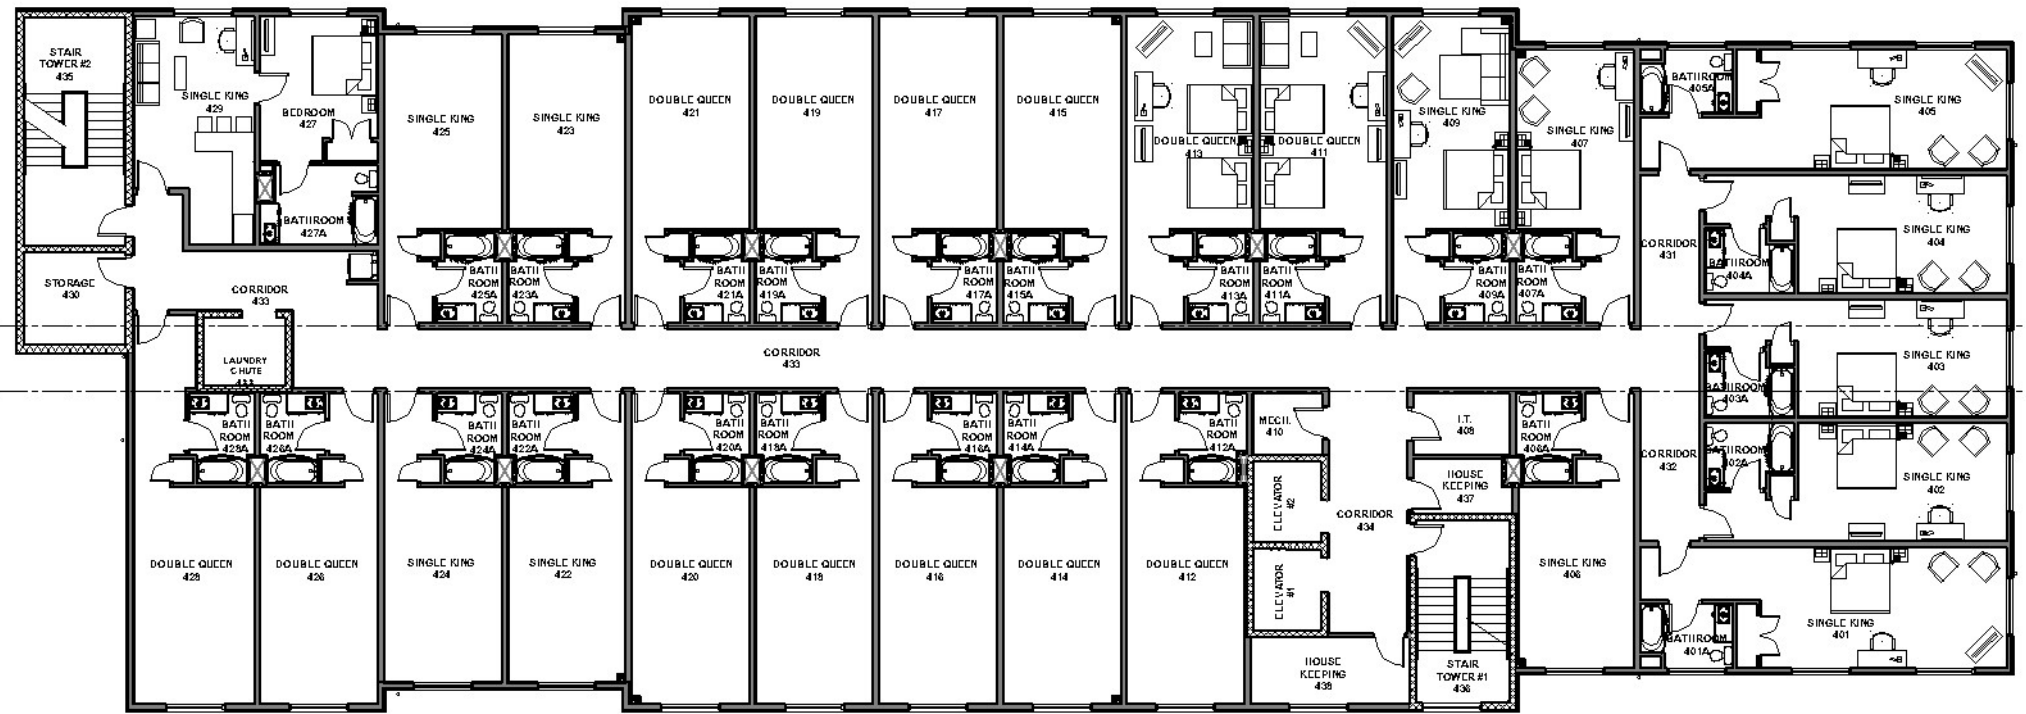 STAIR
TOWER #2
435
SINGLE KING
429
BEDROOM
427
BATHROOM
427A
STORAGE
430
CORRIDOR
433
LAUNDRY
CHUTE
SINGLE KING
425
SINGLE KING
423
DOUBLE QUEEN
421
DOUBLE QUEEN
419
DOUBLE QUEEN
417
DOUBLE QUEEN
415
DOUBLE QUEEN
413
DOUBLE QUEEN
411
SINGLE KING
409
SINGLE KING
407
BATHROOM
405A
SINGLE KING
405
BATH
ROOM
425A
BATH
ROOM
423A
BATH
ROOM
421A
BATH
ROOM
419A
BATH
ROOM
417A
BATH
ROOM
415A
BATH
ROOM
413A
BATH
ROOM
411A
BATH
ROOM
409A
BATH
ROOM
407A
CORRIDOR
431
BATHROOM
404A
SINGLE KING
404
CORRIDOR
433
BATHROOM
403A
SINGLE KING
403
BATH
ROOM
428A
BATH
ROOM
426A
BATH
ROOM
424A
BATH
ROOM
422A
BATH
ROOM
420A
BATH
ROOM
418A
BATH
ROOM
416A
BATH
ROOM
414A
BATH
ROOM
412A
MECH.
410
I.T.
408
BATH
ROOM
406A
CORRIDOR
432
BATHROOM
402A
SINGLE KING
402
ELEVATOR
#2
CORRIDOR
434
HOUSE
KEEPING
437
DOUBLE QUEEN
428
DOUBLE QUEEN
426
SINGLE KING
424
SINGLE KING
422
DOUBLE QUEEN
420
DOUBLE QUEEN
418
DOUBLE QUEEN
416
DOUBLE QUEEN
414
DOUBLE QUEEN
412
ELEVATOR
#1
SINGLE KING
406
HOUSE
KEEPING
438
STAIR
TOWER #1
436
BATHROOM
401A
SINGLE KING
401